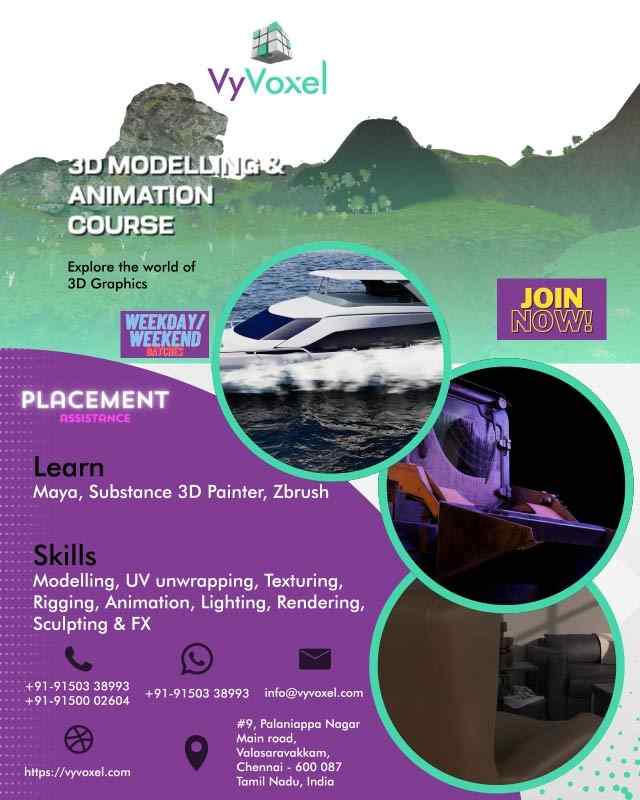 VyVoxel
3D MODELLING &
ANIMATION
COURSE
Explore the world of
3D Graphics
WEEKDAY/
WEEKEND
BATCHES
JOIN
NOW!
PLACEMENT
ASSISTANCE
Learn
Maya, Substance 3D Painter, Zbrush
Skills
Modelling, UV unwrapping, Texturing,
Rigging, Animation, Lighting, Rendering,
Sculpting & FX
+91-91503 38993
+91-91500 02604
+91-91503 38993
info@vyvoxel.com
https://vyvoxel.com
#9, Palaniappa Nagar
Main road,
Valasaravakkam,
Chennai - 600 087
Tamil Nadu, India